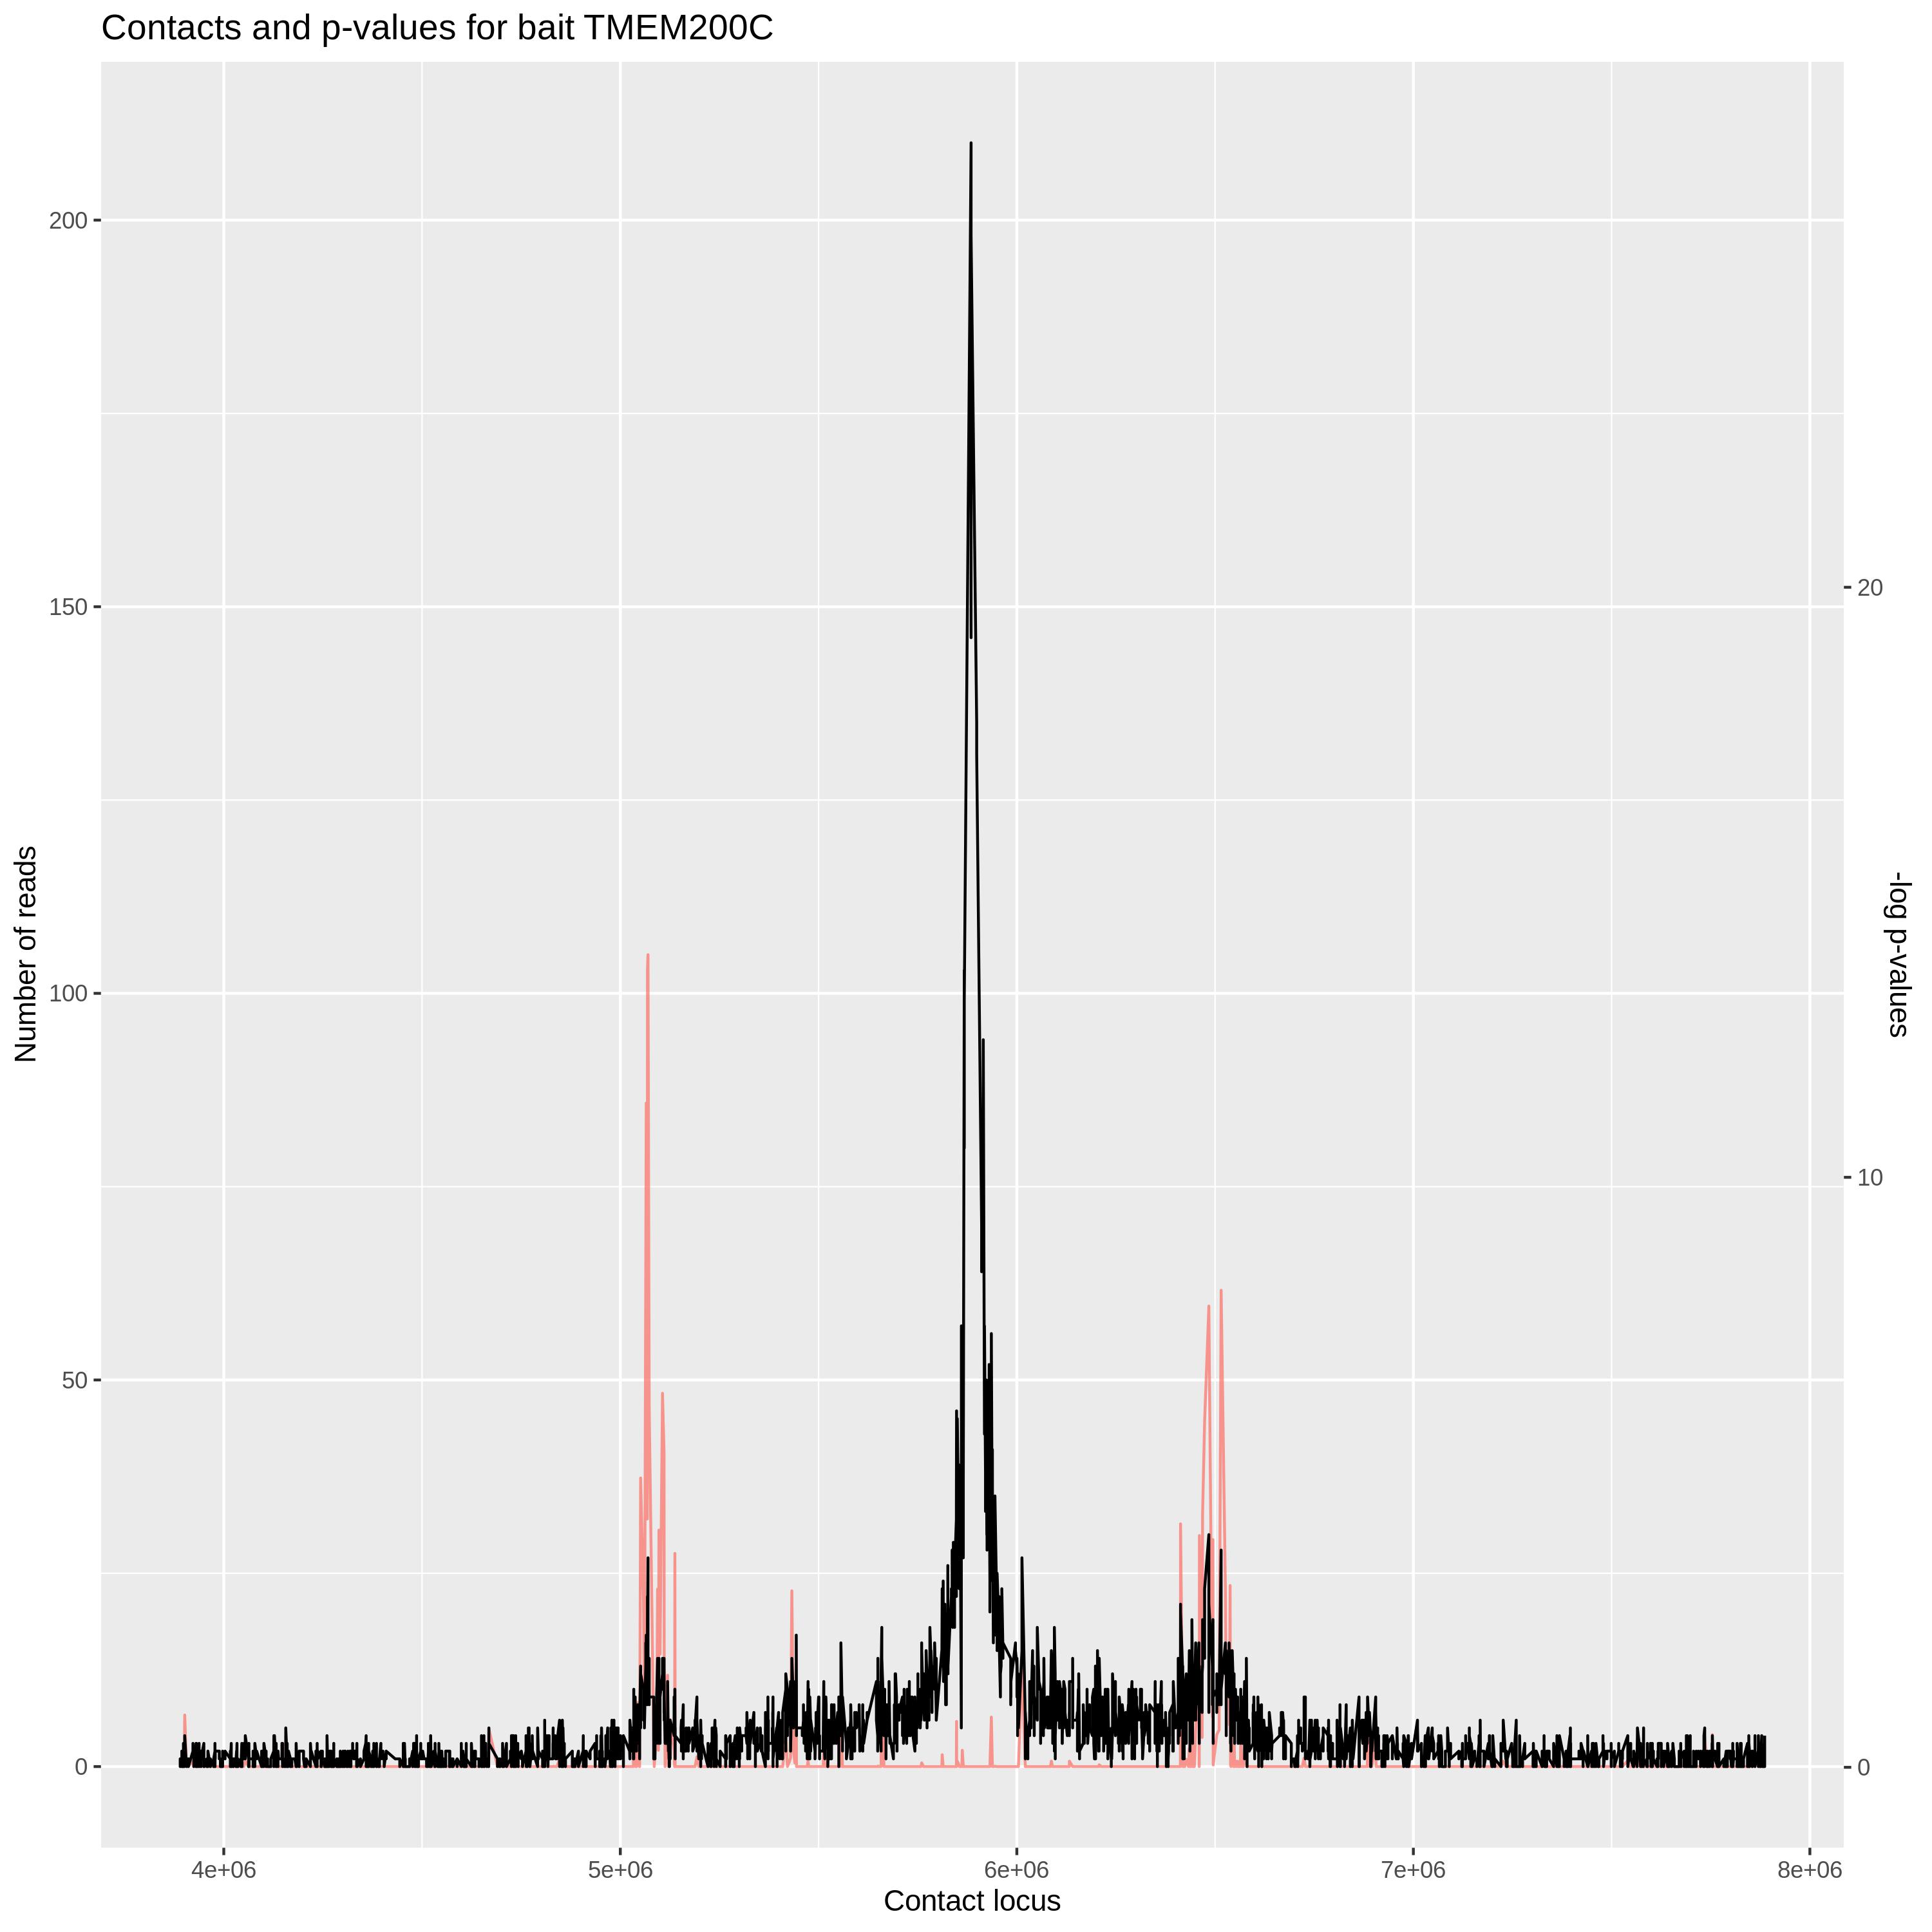 Contacts and p-values for bait TMEM200C
200
150
100
50
0
Number of reads
20
10
0
-log p-values
4e+06 5e+06 6e+06 7e+06 8e+06
Contact locus